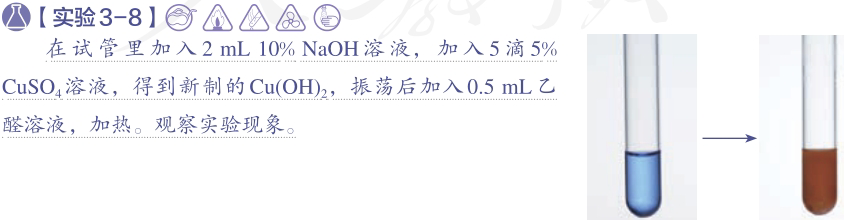 【实验3-8】
在试管里加入2 mL 10% NaOH溶液，加入5滴5%
CuSO₄溶液，得到新制的Cu(OH)₂，振荡后加入0.5 mL乙
醛溶液，加热。观察实验现象。